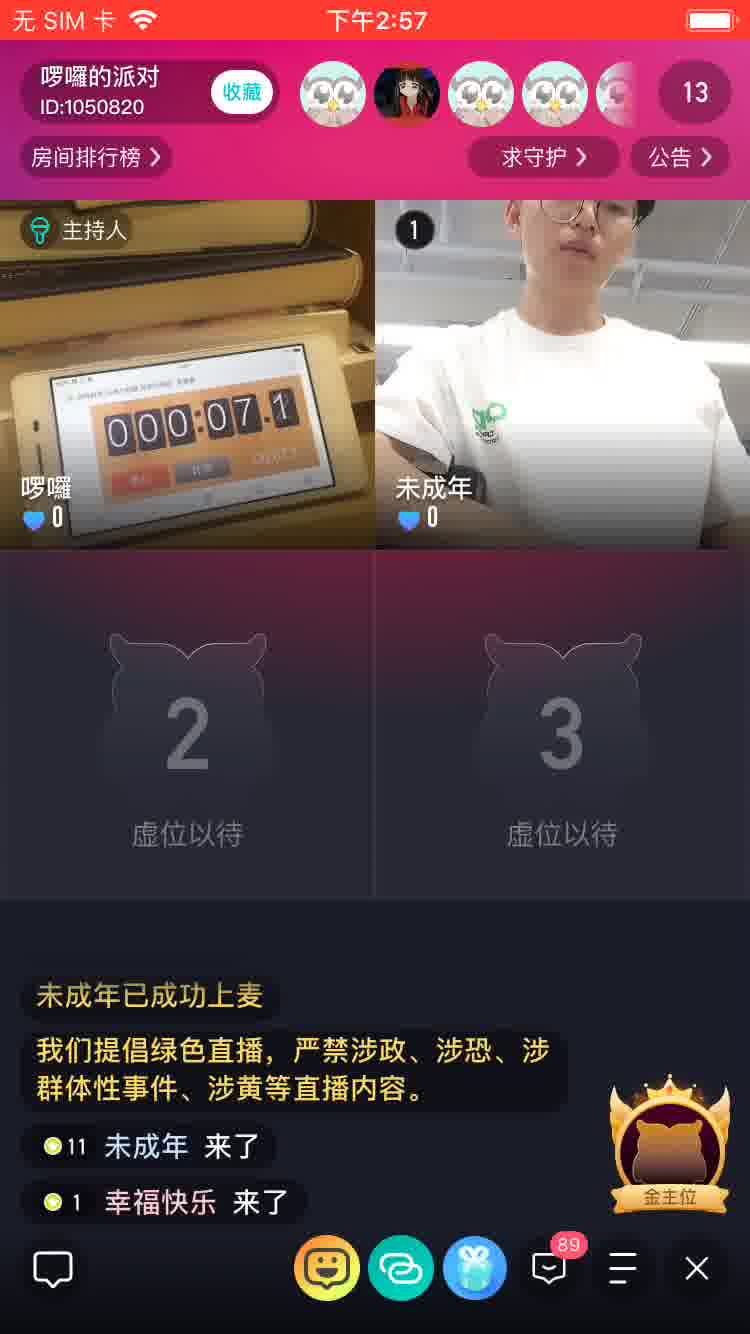 无 SIM 卡
下午2:57
啰囉的派对
ID:1050820
收藏
13
房间排行榜
求守护
公告
主持人
1
000:07.1
啰囉
0
未成年
0
2
3
虚位以待
虚位以待
未成年已成功上麦
我们提倡绿色直播，严禁涉政、涉恐、涉
群体性事件、涉黄等直播内容。
11 未成年 来了
1 幸福快乐 来了
金主位
89